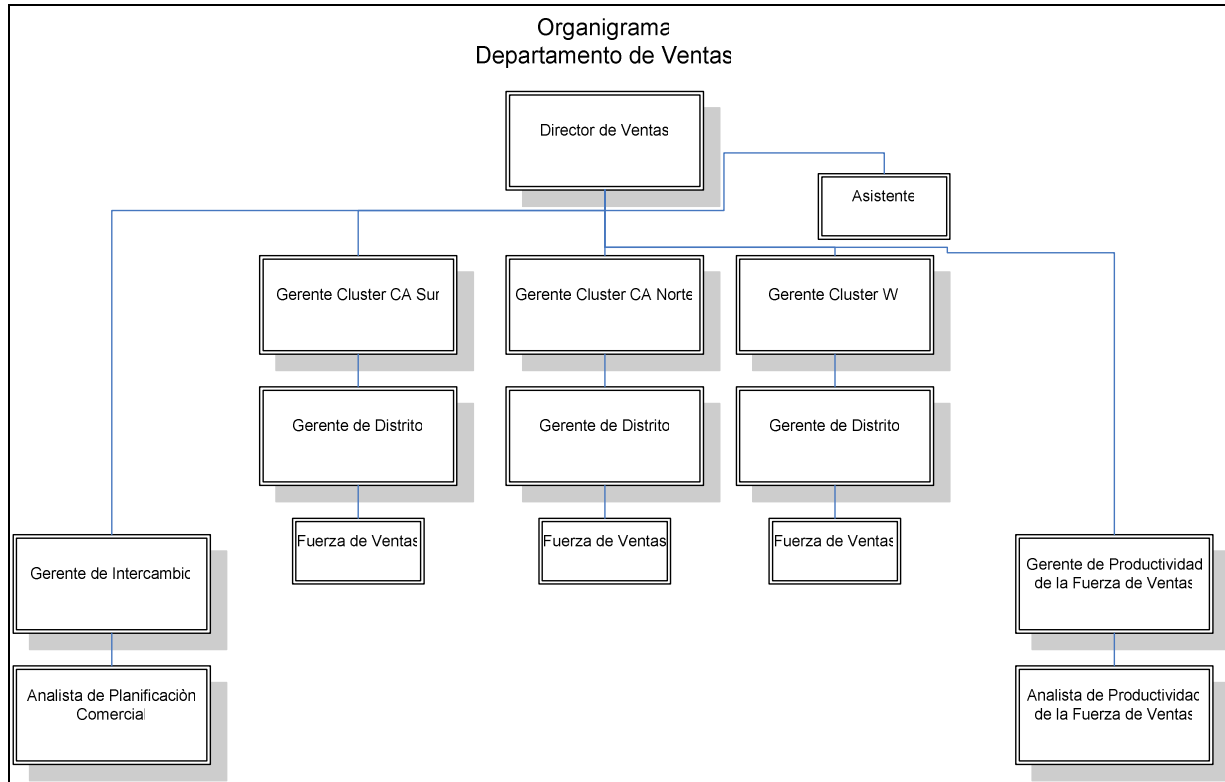 Organigrama
Departamento de Ventas
Director de Ventas
Asistente
Gerente Cluster CA Sur
Gerente Cluster CA Norte
Gerente Cluster W
Gerente de Distrito
Gerente de Distrito
Gerente de Distrito
Fuerza de Ventas
Fuerza de Ventas
Fuerza de Ventas
Gerente de Intercambio
Gerente de Productividad
de la Fuerza de Ventas
Analista de Planificaciòn
Comercial
Analista de Productividad
de la Fuerza de Ventas